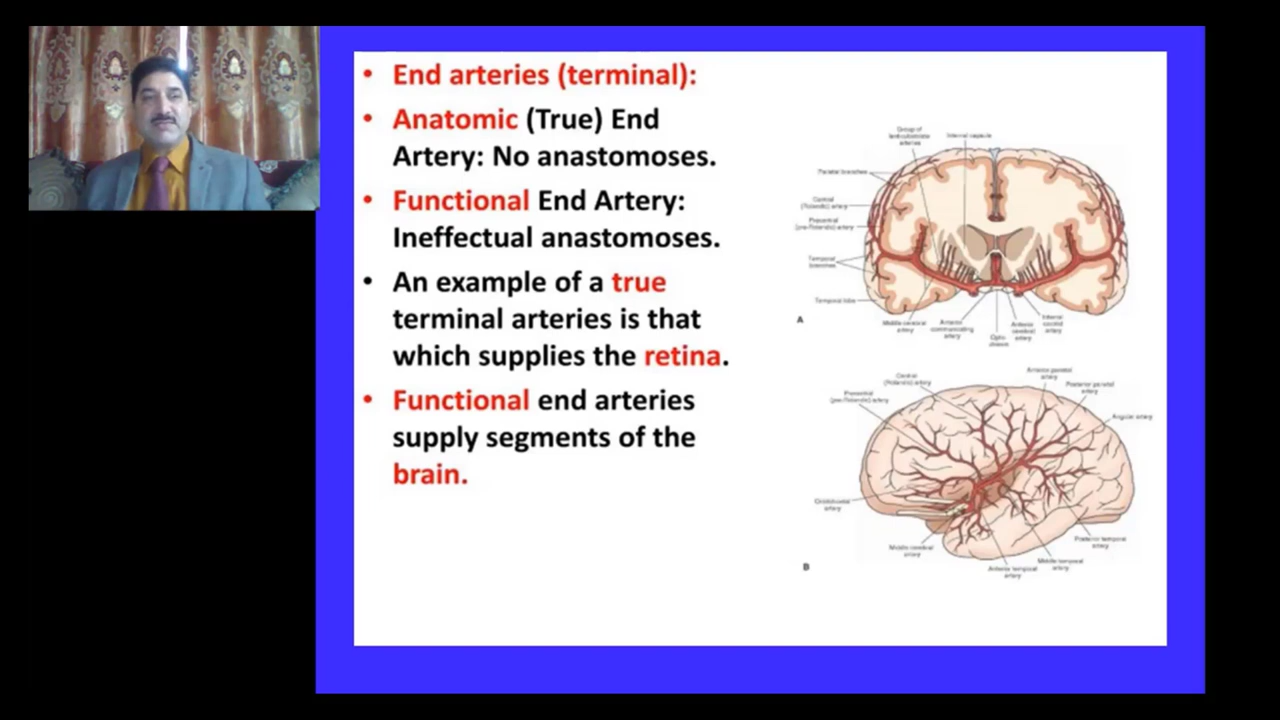 • End arteries (terminal):
• Anatomic (True) End
Artery: No anastomoses.
• Functional End Artery:
Ineffectual anastomoses.
• An example of a true
terminal arteries is that
which supplies the retina.
• Functional end arteries
supply segments of the
brain.
Group of
lenticulostriate
arteries
Internal capsule
Parietal branches
Central
(Rolandic) artery
Precentral
(pre-Rolandic) artery
Temporal
branches
Temporal lobe
A
Middle cerebral
artery
Anterior
communicating
artery
Optic
chiasm
Anterior
cerebral
artery
Internal
carotid
artery
Central
(Rolandic) artery
Anterior parietal
artery
Posterior parietal
artery
Precentral
(pre-Rolandic) artery
Angular artery
artery
Middle cerebral
artery
Posterior temporal
artery
Middle temporal
artery
Anterior temporal
artery
B